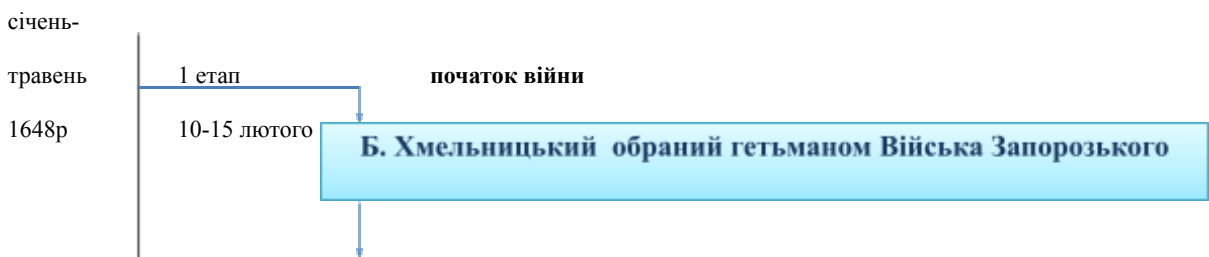 січень-
травень 1 етап початок війни
1648р 10-15 лютого Б. Хмельницький обраний гетьманом Війська Запорозького